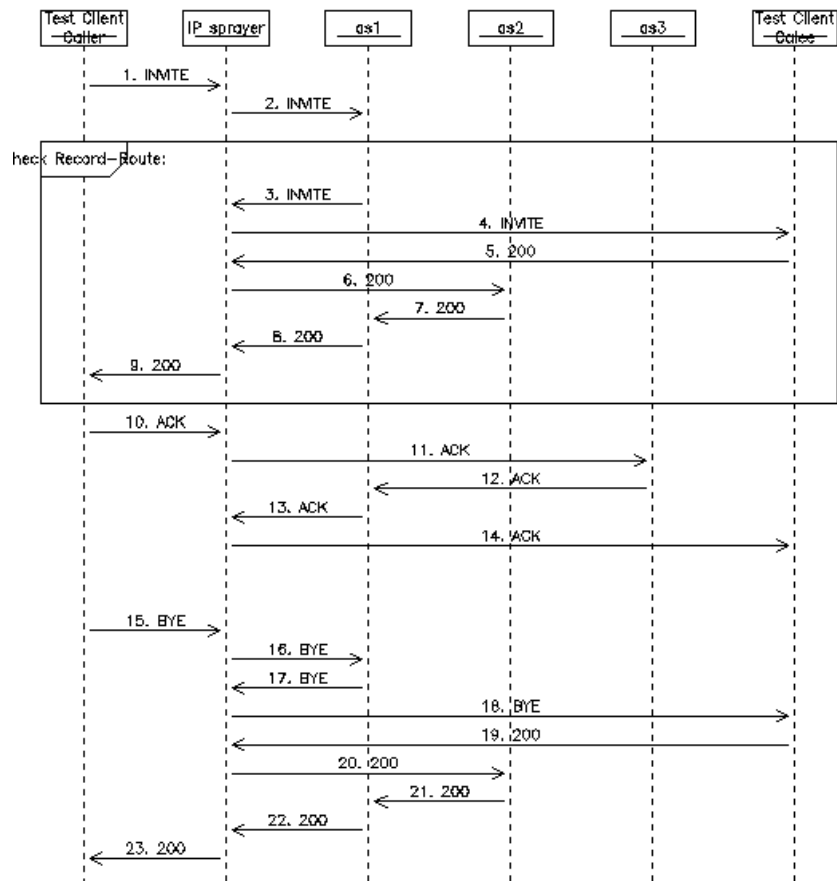 Test Client
Caller
IP sprayer
as1
as2
as3
Test Client
Calee
1. INVITE
2. INVITE
heck Record-Route:
3. INVITE
4. INVITE
5. 200
6. 200
7. 200
8. 200
9. 200
10. ACK
11. ACK
12. ACK
13. ACK
14. ACK
15. BYE
16. BYE
17. BYE
18. BYE
19. 200
20. 200
21. 200
22. 200
23. 200